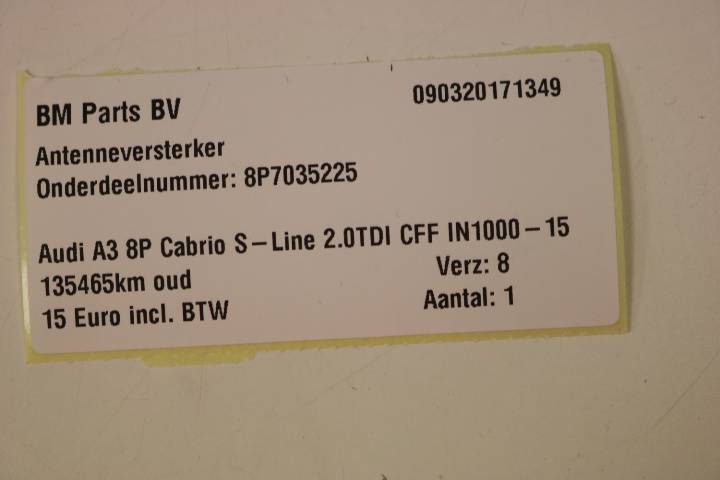 BM Parts BV 090320171349
Antenneversterker
Onderdeelnummer: 8P7035225
Audi A3 8P Cabrio S-Line 2.0TDI CFF IN1000-15
135465km oud Verz: 8
15 Euro incl. BTW Aantal: 1